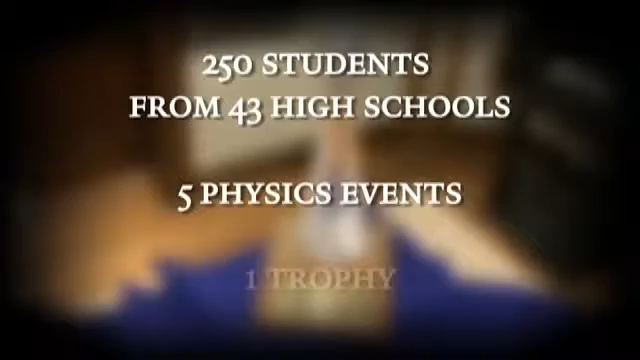 250 STUDENTS
FROM 43 HIGH SCHOOLS
5 PHYSICS EVENTS
1 TROPHY